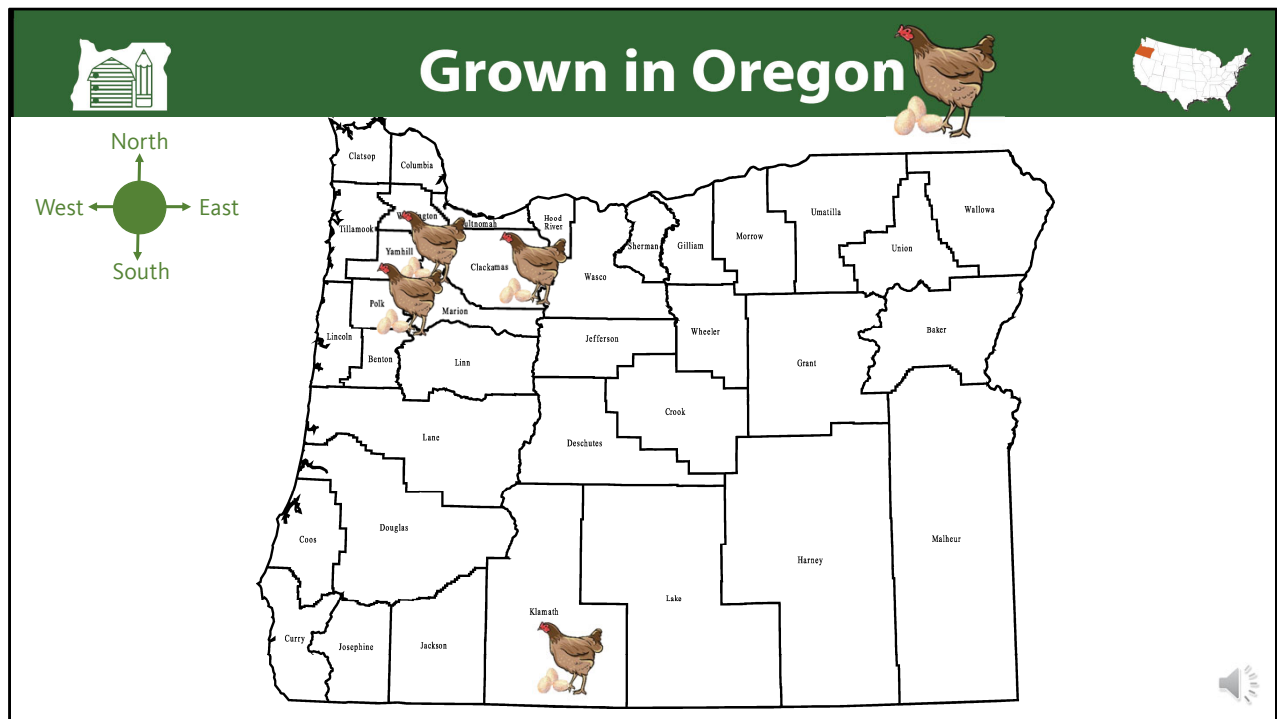 Grown in Oregon
North
West
East
South
Clatsop
Columbia
Tillamook
ultnomah
Hood
River
Yamhill
Clackamas
Wasco
Sherman
Gilliam
Morrow
Umatilla
Union
Wallowa
Polk
Marion
Lincoln
Benton
Linn
Jefferson
Wheeler
Grant
Baker
Lane
Deschutes
Crook
Coos
Douglas
Klamath
Lake
Harney
Malheur
Curry
Josephine
Jackson